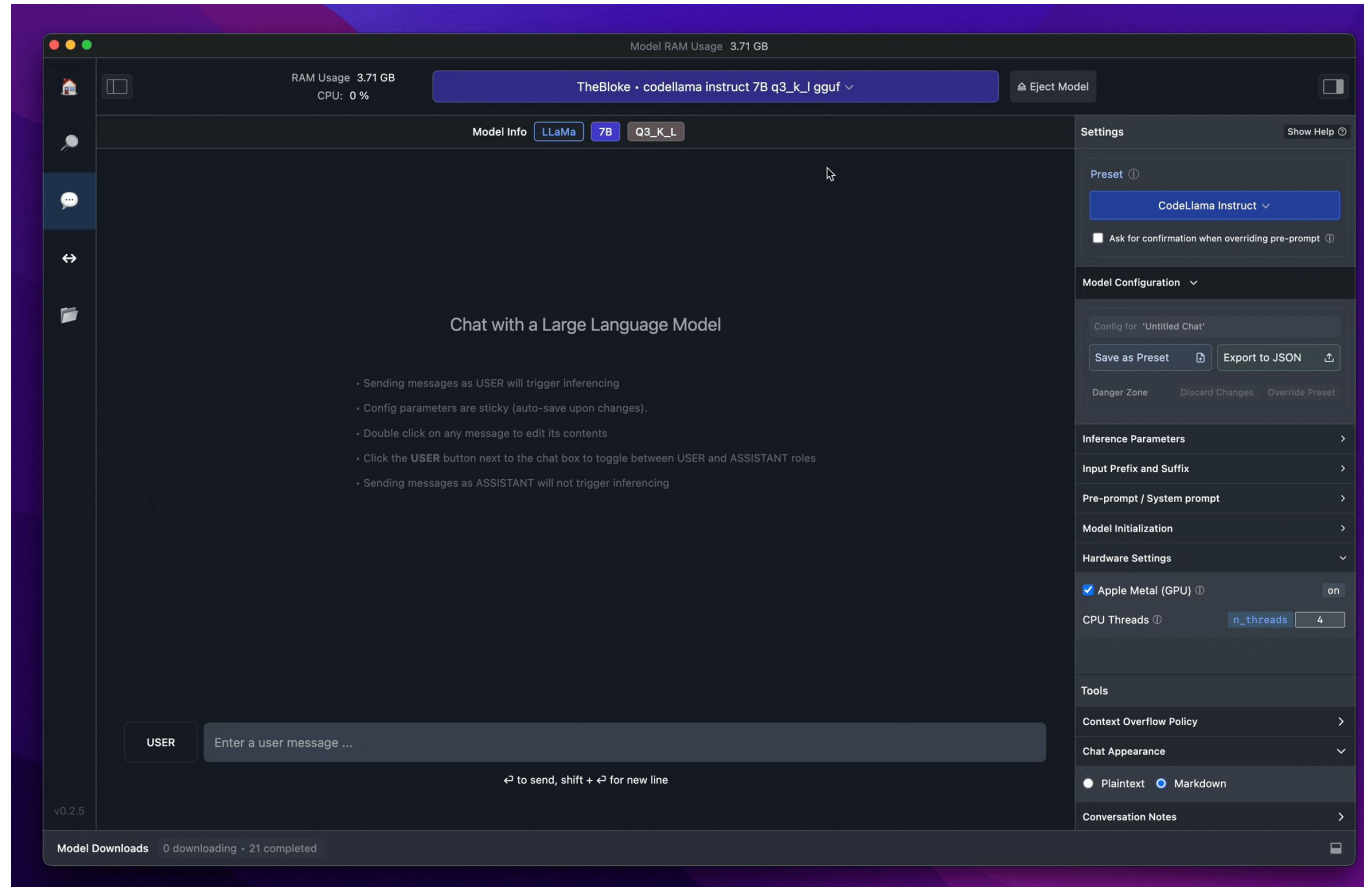 Model RAM Usage 3.71 GB
RAM Usage 3.71 GB
CPU: 0 %
TheBloke • codellama instruct 7B q3_k_l gguf
Eject Model
Model Info LLaMa 7B Q3_K_L
Chat with a Large Language Model
• Sending messages as USER will trigger inferencing
• Config parameters are sticky (auto-save upon changes).
• Double click on any message to edit its contents
• Click the USER button next to the chat box to toggle between USER and ASSISTANT roles
• Sending messages as ASSISTANT will not trigger inferencing
USER
Enter a user message ...
↩ to send, shift + ↩ for new line
v0.2.5
Settings
Show Help
Preset
CodeLlama Instruct
Ask for confirmation when overriding pre-prompt
Model Configuration
Config for 'Untitled Chat'
Save as Preset
Export to JSON
Danger Zone
Discard Changes
Override Preset
Inference Parameters
Input Prefix and Suffix
Pre-prompt / System prompt
Model Initialization
Hardware Settings
Apple Metal (GPU)
on
CPU Threads
n_threads
4
Tools
Context Overflow Policy
Chat Appearance
Plaintext
Markdown
Conversation Notes
Model Downloads
0 downloading • 21 completed